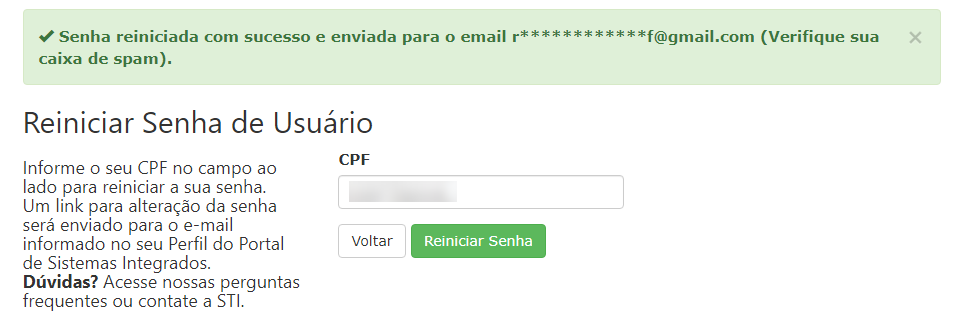 ✔ Senha reiniciada com sucesso e enviada para o email r************f@gmail.com (Verifique sua
caixa de spam).
×
Reiniciar Senha de Usuário
Informe o seu CPF no campo ao
lado para reiniciar a sua senha.
Um link para alteração da senha
será enviado para o e-mail
informado no seu Perfil do Portal
de Sistemas Integrados.
Dúvidas? Acesse nossas perguntas
frequentes ou contate a STI.
CPF
Voltar
Reiniciar Senha